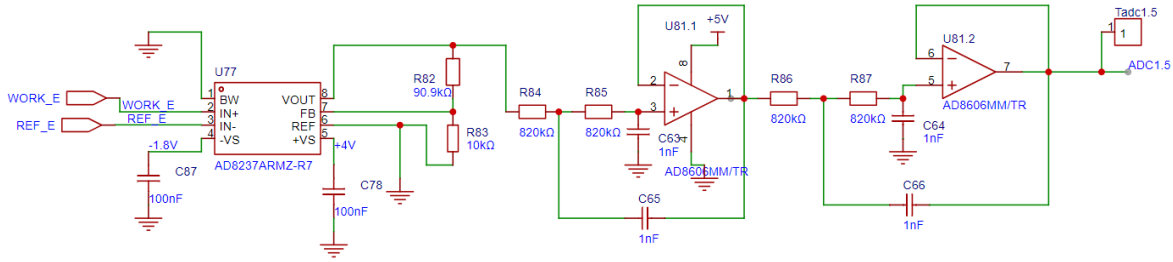 U77
WORK_E
REF_E
WORK_E
REF_E
1 BW
2 IN+
3 IN-
4 -VS
VOUT 8
FB 7
REF 6
+VS 5
AD8237ARMZ-R7
-1.8V
C87
100nF
+4V
C78
100nF
R82
90.9kΩ
R83
10kΩ
R84
820kΩ
R85
820kΩ
C63
1nF
C65
1nF
U81.1
+5V
8
2
3
1
4
AD8606MM/TR
R86
820kΩ
R87
820kΩ
C64
1nF
C66
1nF
U81.2
6
5
7
AD8606MM/TR
Tadc1.5
1
1
ADC1.5